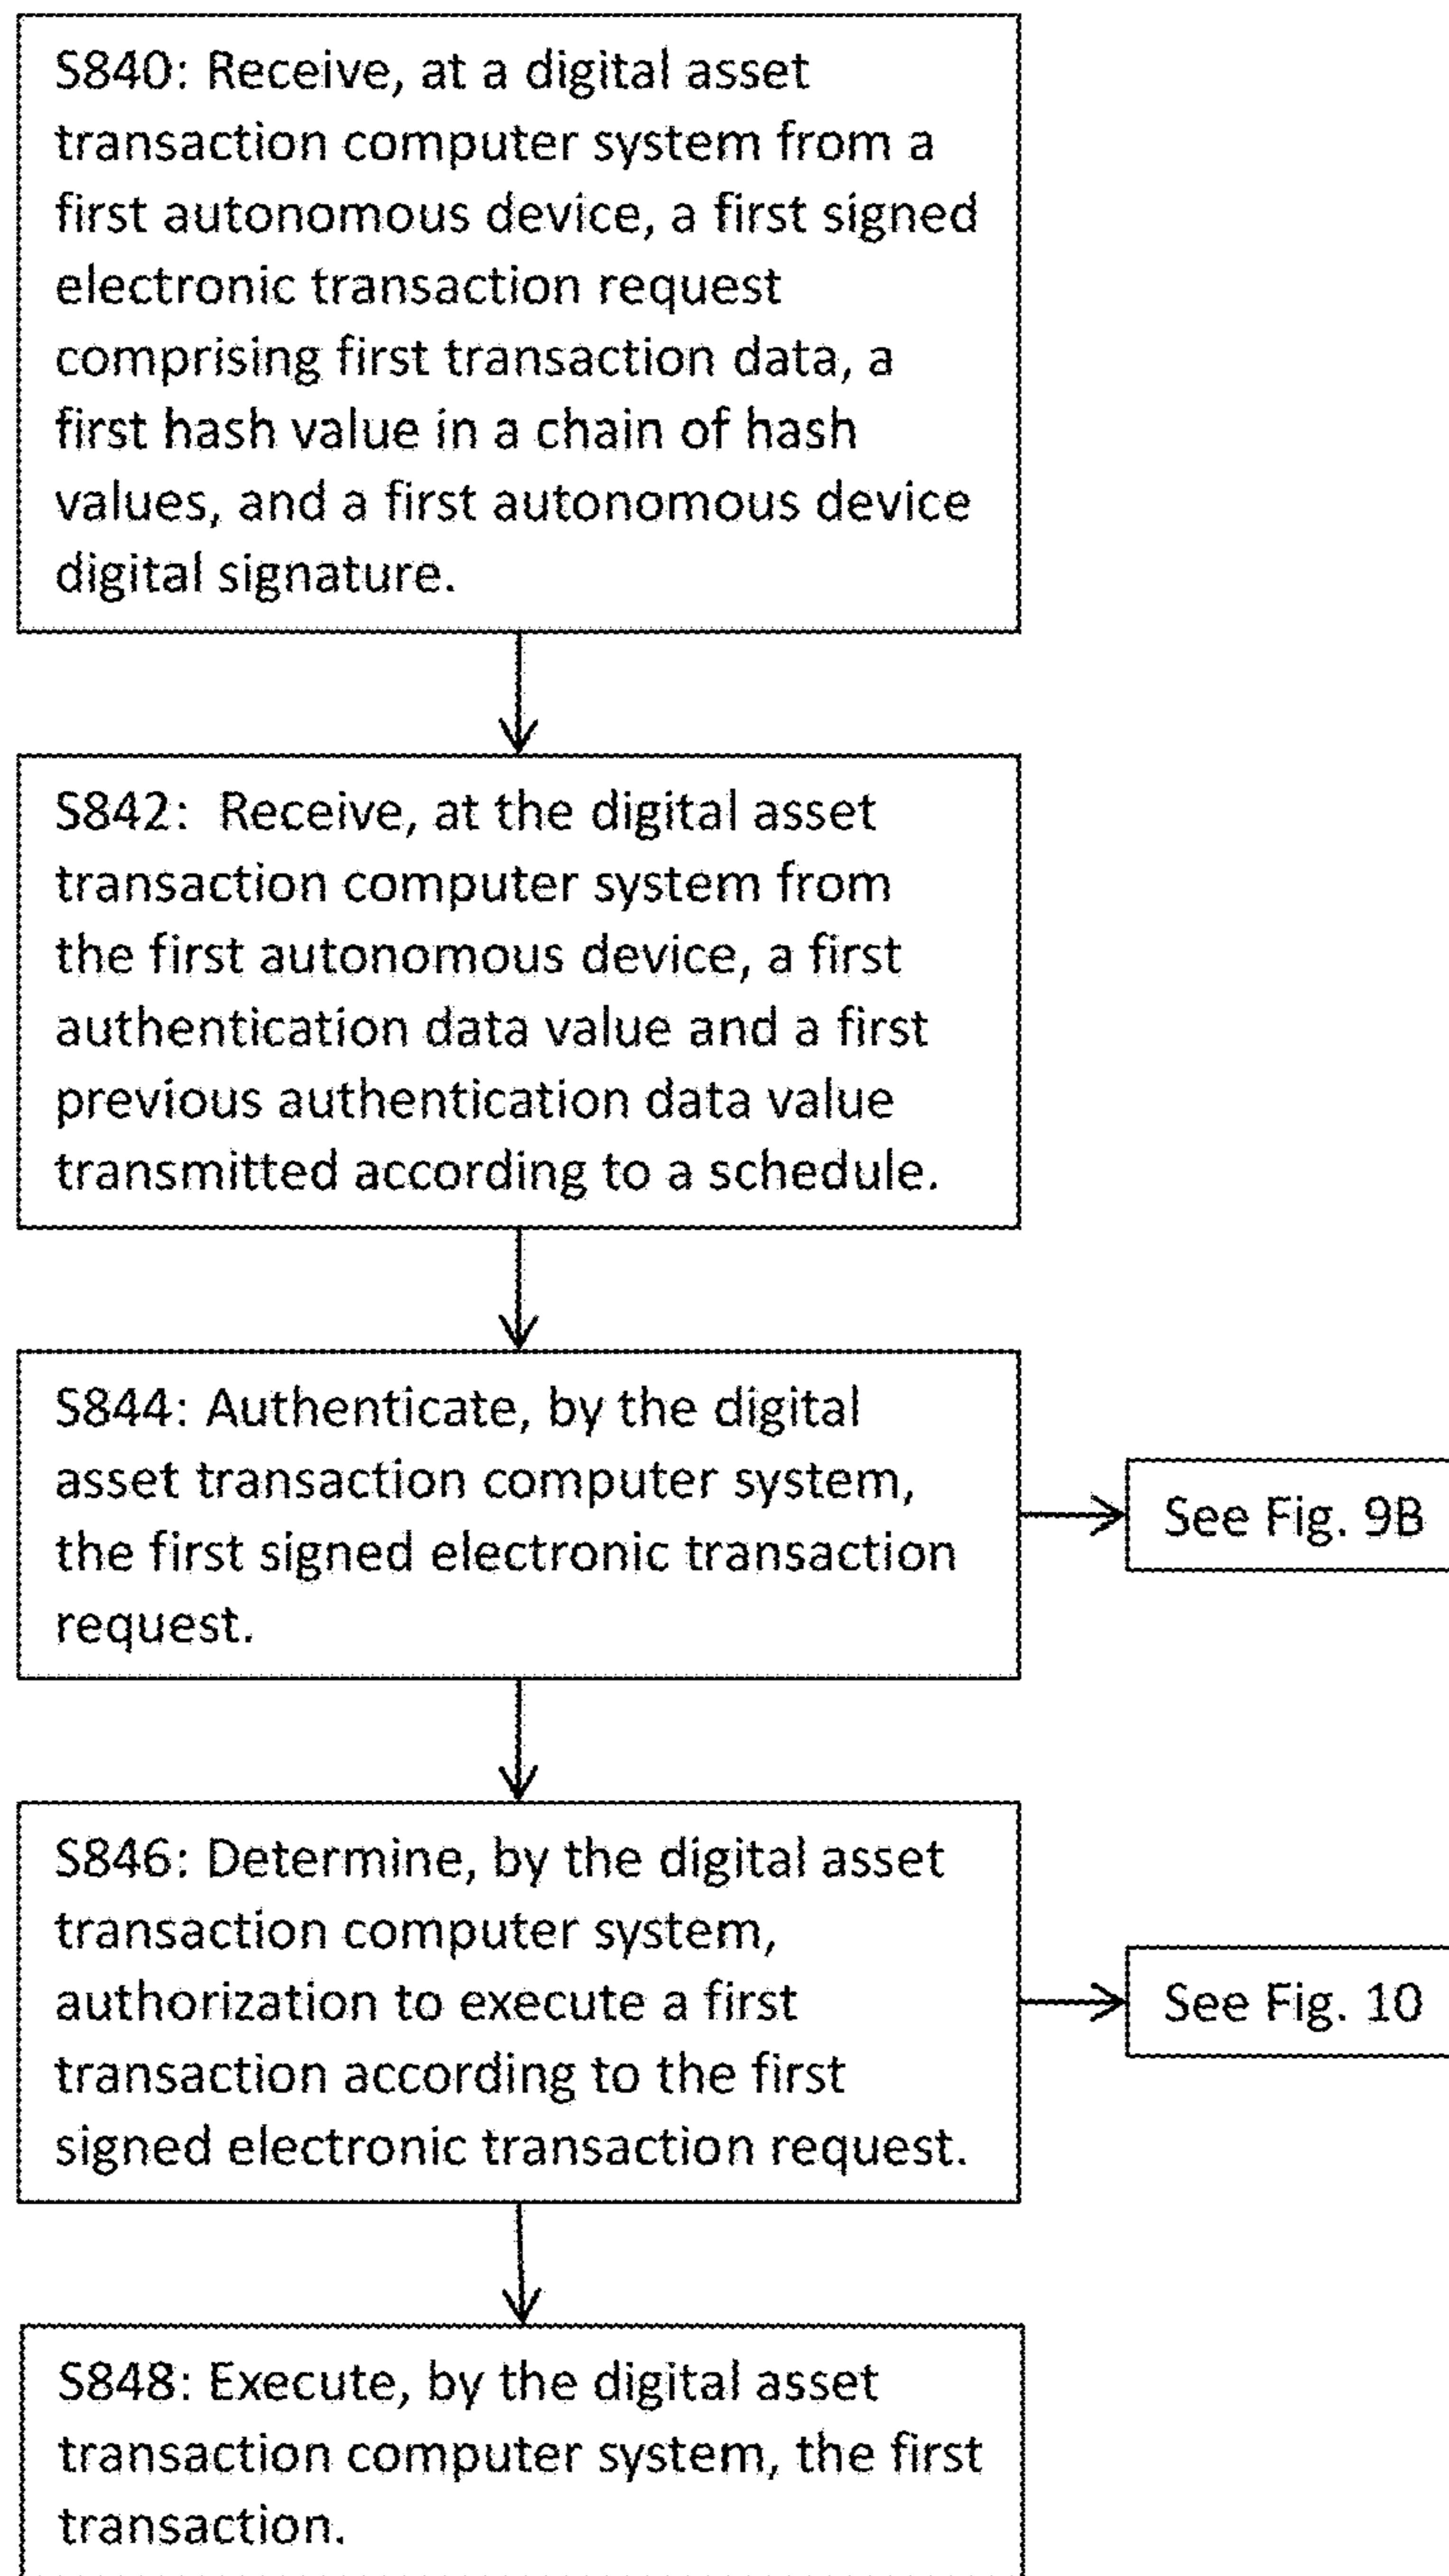 S840: Receive, at a digital asset
transaction computer system from a
first autonomous device, a first signed
electronic transaction request
comprising first transaction data, a
first hash value in a chain of hash
values, and a first autonomous device
digital signature.
S842: Receive, at the digital asset
transaction computer system from
the first autonomous device, a first
authentication data value and a first
previous authentication data value
transmitted according to a schedule.
S844: Authenticate, by the digital
asset transaction computer system,
the first signed electronic transaction
request.
See Fig. 9B
S846: Determine, by the digital asset
transaction computer system,
authorization to execute a first
transaction according to the first
signed electronic transaction request.
See Fig. 10
S848: Execute, by the digital asset
transaction computer system, the first
transaction.